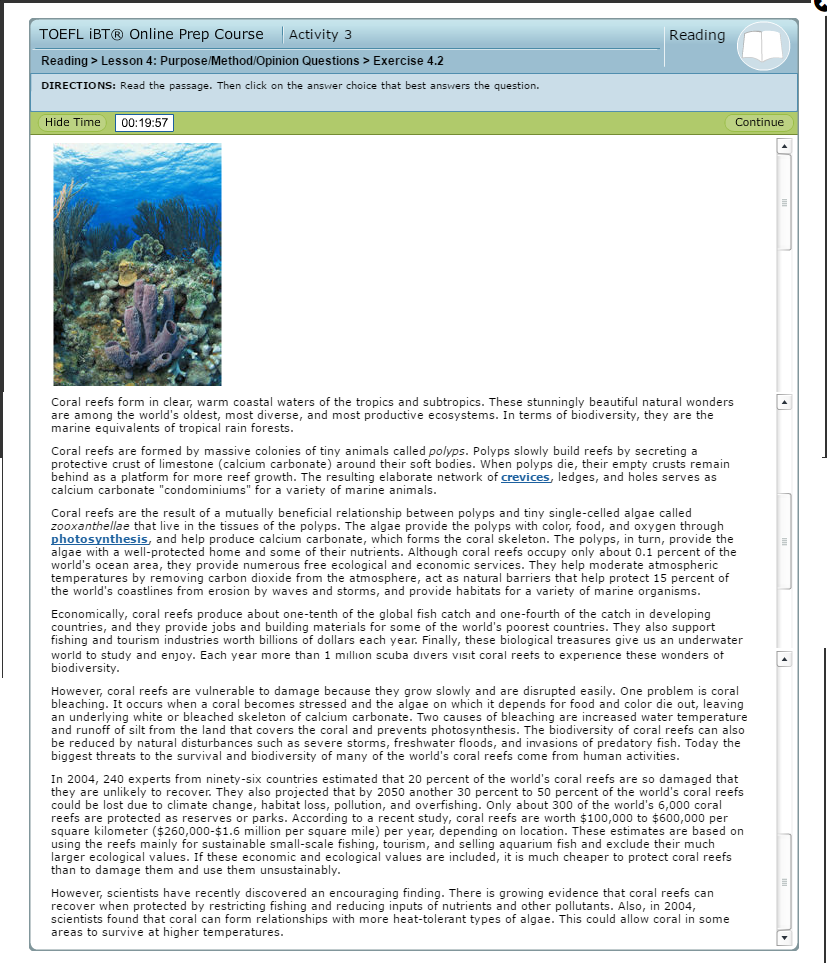 TOEFL iBT® Online Prep Course
Activity 3
Reading
Reading > Lesson 4: Purpose/Method/Opinion Questions > Exercise 4.2
DIRECTIONS: Read the passage. Then click on the answer choice that best answers the question.
Hide Time
00:19:57
Continue
Coral reefs form in clear, warm coastal waters of the tropics and subtropics. These stunningly beautiful natural wonders
are among the world's oldest, most diverse, and most productive ecosystems. In terms of biodiversity, they are the
marine equivalents of tropical rain forests.
Coral reefs are formed by massive colonies of tiny animals called polyps. Polyps slowly build reefs by secreting a
protective crust of limestone (calcium carbonate) around their soft bodies. When polyps die, their empty crusts remain
behind as a platform for more reef growth. The resulting elaborate network of crevices, ledges, and holes serves as
calcium carbonate "condominiums" for a variety of marine animals.
Coral reefs are the result of a mutually beneficial relationship between polyps and tiny single-celled algae called
zooxanthellae that live in the tissues of the polyps. The algae provide the polyps with color, food, and oxygen through
photosynthesis, and help produce calcium carbonate, which forms the coral skeleton. The polyps, in turn, provide the
algae with a well-protected home and some of their nutrients. Although coral reefs occupy only about 0.1 percent of the
world's ocean area, they provide numerous free ecological and economic services. They help moderate atmospheric
temperatures by removing carbon dioxide from the atmosphere, act as natural barriers that help protect 15 percent of
the world's coastlines from erosion by waves and storms, and provide habitats for a variety of marine organisms.
Economically, coral reefs produce about one-tenth of the global fish catch and one-fourth of the catch in developing
countries, and they provide jobs and building materials for some of the world's poorest countries. They also support
fishing and tourism industries worth billions of dollars each year. Finally, these biological treasures give us an underwater
world to study and enjoy. Each year more than 1 million scuba divers visit coral reefs to experience these wonders of
biodiversity.
However, coral reefs are vulnerable to damage because they grow slowly and are disrupted easily. One problem is coral
bleaching. It occurs when a coral becomes stressed and the algae on which it depends for food and color die out, leaving
an underlying white or bleached skeleton of calcium carbonate. Two causes of bleaching are increased water temperature
and runoff of silt from the land that covers the coral and prevents photosynthesis. The biodiversity of coral reefs can also
be reduced by natural disturbances such as severe storms, freshwater floods, and invasions of predatory fish. Today the
biggest threats to the survival and biodiversity of many of the world's coral reefs come from human activities.
In 2004, 240 experts from ninety-six countries estimated that 20 percent of the world's coral reefs are so damaged that
they are unlikely to recover. They also projected that by 2050 another 30 percent to 50 percent of the world's coral reefs
could be lost due to climate change, habitat loss, pollution, and overfishing. Only about 300 of the world's 6,000 coral
reefs are protected as reserves or parks. According to a recent study, coral reefs are worth $100,000 to $600,000 per
square kilometer ($260,000-$1.6 million per square mile) per year, depending on location. These estimates are based on
using the reefs mainly for sustainable small-scale fishing, tourism, and selling aquarium fish and exclude their much
larger ecological values. If these economic and ecological values are included, it is much cheaper to protect coral reefs
than to damage them and use them unsustainably.
However, scientists have recently discovered an encouraging finding. There is growing evidence that coral reefs can
recover when protected by restricting fishing and reducing inputs of nutrients and other pollutants. Also, in 2004,
scientists found that coral can form relationships with more heat-tolerant types of algae. This could allow coral in some
areas to survive at higher temperatures.